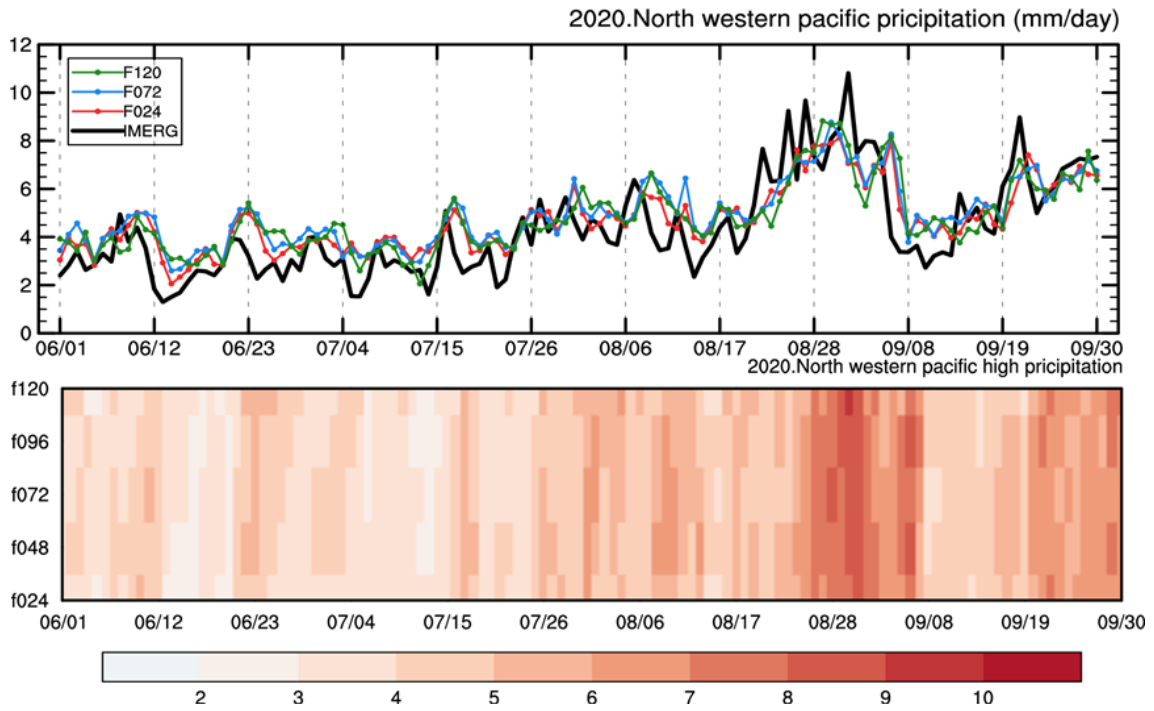 2020.North western pacific pricipitation (mm/day)
12
10
8
6
4
2
0
F120
F072
F024
IMERG
06/01 06/12 06/23 07/04 07/15 07/26 08/06 08/17 08/28 09/08 09/19 09/30
2020.North western pacific high pricipitation
f120
f096
f072
f048
f024
06/01 06/12 06/23 07/04 07/15 07/26 08/06 08/17 08/28 09/08 09/19 09/30
2 3 4 5 6 7 8 9 10